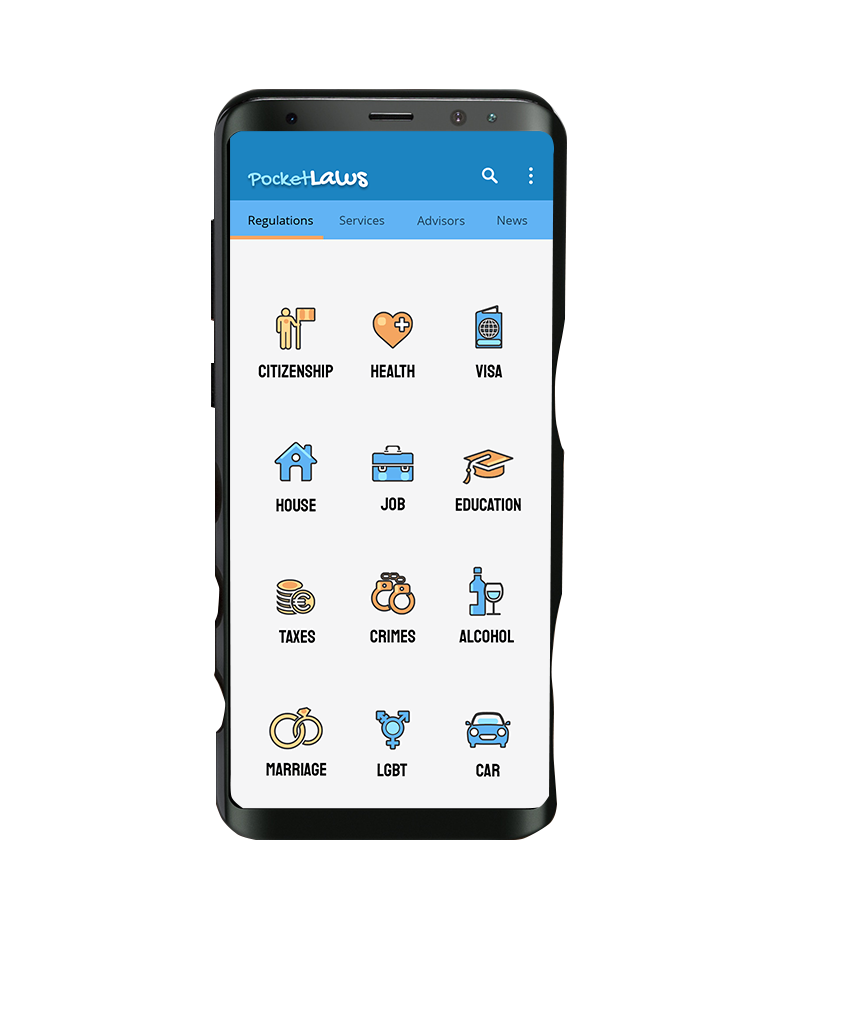 PocketLaws
Regulations Services Advisors News
CITIZENSHIP HEALTH VISA
HOUSE JOB EDUCATION
TAXES CRIMES ALCOHOL
MARRIAGE LGBT CAR